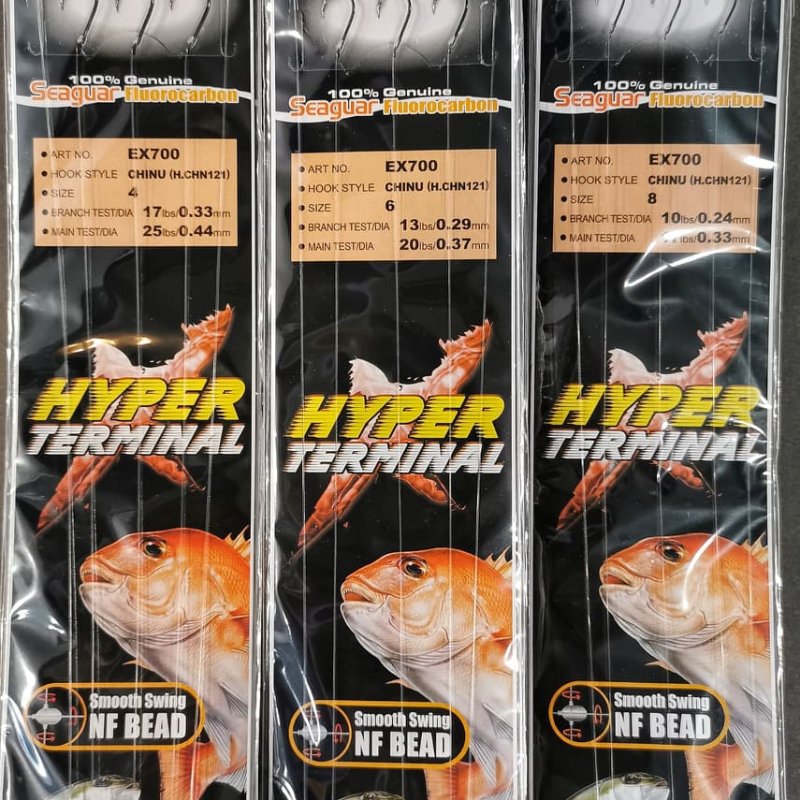 100% Genuine
Seaguar Fluorocarbon
• ART NO. EX700
• HOOK STYLE CHINU (H.CHN121)
• SIZE 4
• BRANCH TEST/DIA 17lbs/0.33mm
• MAIN TEST/DIA 25lbs/0.44mm
HYPER
TERMINAL
Smooth Swing
NF BEAD
100% Genuine
Seaguar Fluorocarbon
• ART NO. EX700
• HOOK STYLE CHINU (H.CHN121)
• SIZE 6
• BRANCH TEST/DIA 13lbs/0.29mm
• MAIN TEST/DIA 20lbs/0.37mm
HYPER
TERMINAL
Smooth Swing
NF BEAD
100% Genuine
Seaguar Fluorocarbon
• ART NO. EX700
• HOOK STYLE CHINU (H.CHN121)
• SIZE 8
• BRANCH TEST/DIA 10lbs/0.24mm
• MAIN TEST/DIA /0.33mm
HYPER
TERMINAL
Smooth Swing
NF BEAD